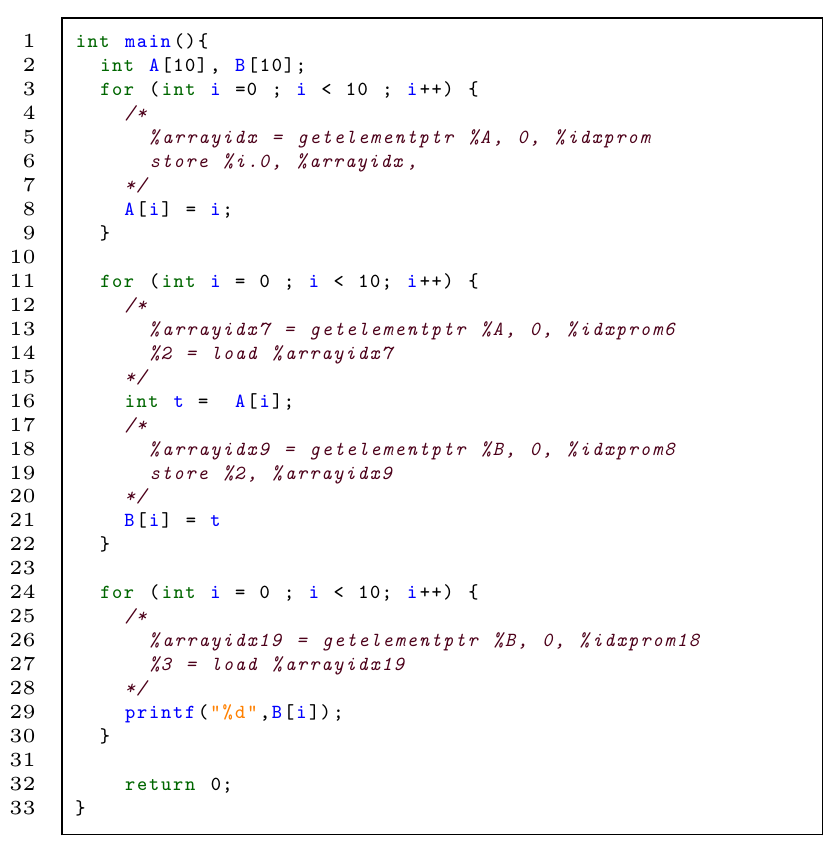 1 int main(){
2 int A[10], B[10];
3 for (int i =0 ; i < 10 ; i++) {
4 /*
5 %arrayidx = getelementptr %A, 0, %idxprom
6 store %i.0, %arrayidx,
7 */
8 A[i] = i;
9 }
10
11 for (int i = 0 ; i < 10; i++) {
12 /*
13 %arrayidx7 = getelementptr %A, 0, %idxprom6
14 %2 = load %arrayidx7
15 */
16 int t =  A[i];
17 /*
18 %arrayidx9 = getelementptr %B, 0, %idxprom8
19 store %2, %arrayidx9
20 */
21 B[i] = t
22 }
23
24 for (int i = 0 ; i < 10; i++) {
25 /*
26 %arrayidx19 = getelementptr %B, 0, %idxprom18
27 %3 = load %arrayidx19
28 */
29 printf("%d",B[i]);
30 }
31
32 return 0;
33 }